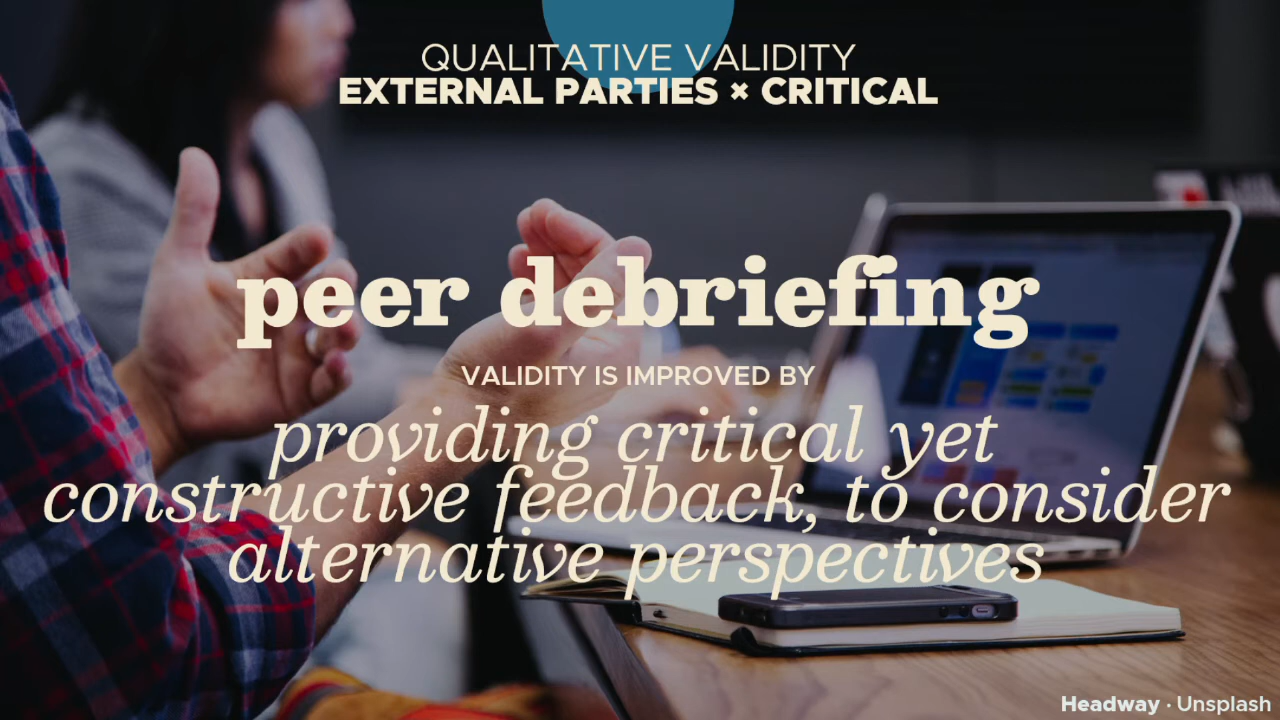 QUALITATIVE VALIDITY
EXTERNAL PARTIES × CRITICAL
peer debriefing
VALIDITY IS IMPROVED BY
providing critical yet
constructive feedback, to consider
alternative perspectives
Headway · Unsplash